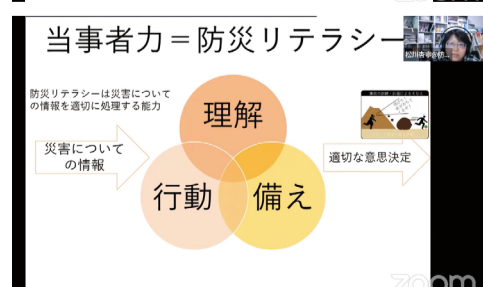 当事者力＝防災リテラシー
防災リテラシーは災害について
の情報を適切に処理する能力
理解
災害について
の情報
適切な意思決定
行動
備え
zoom